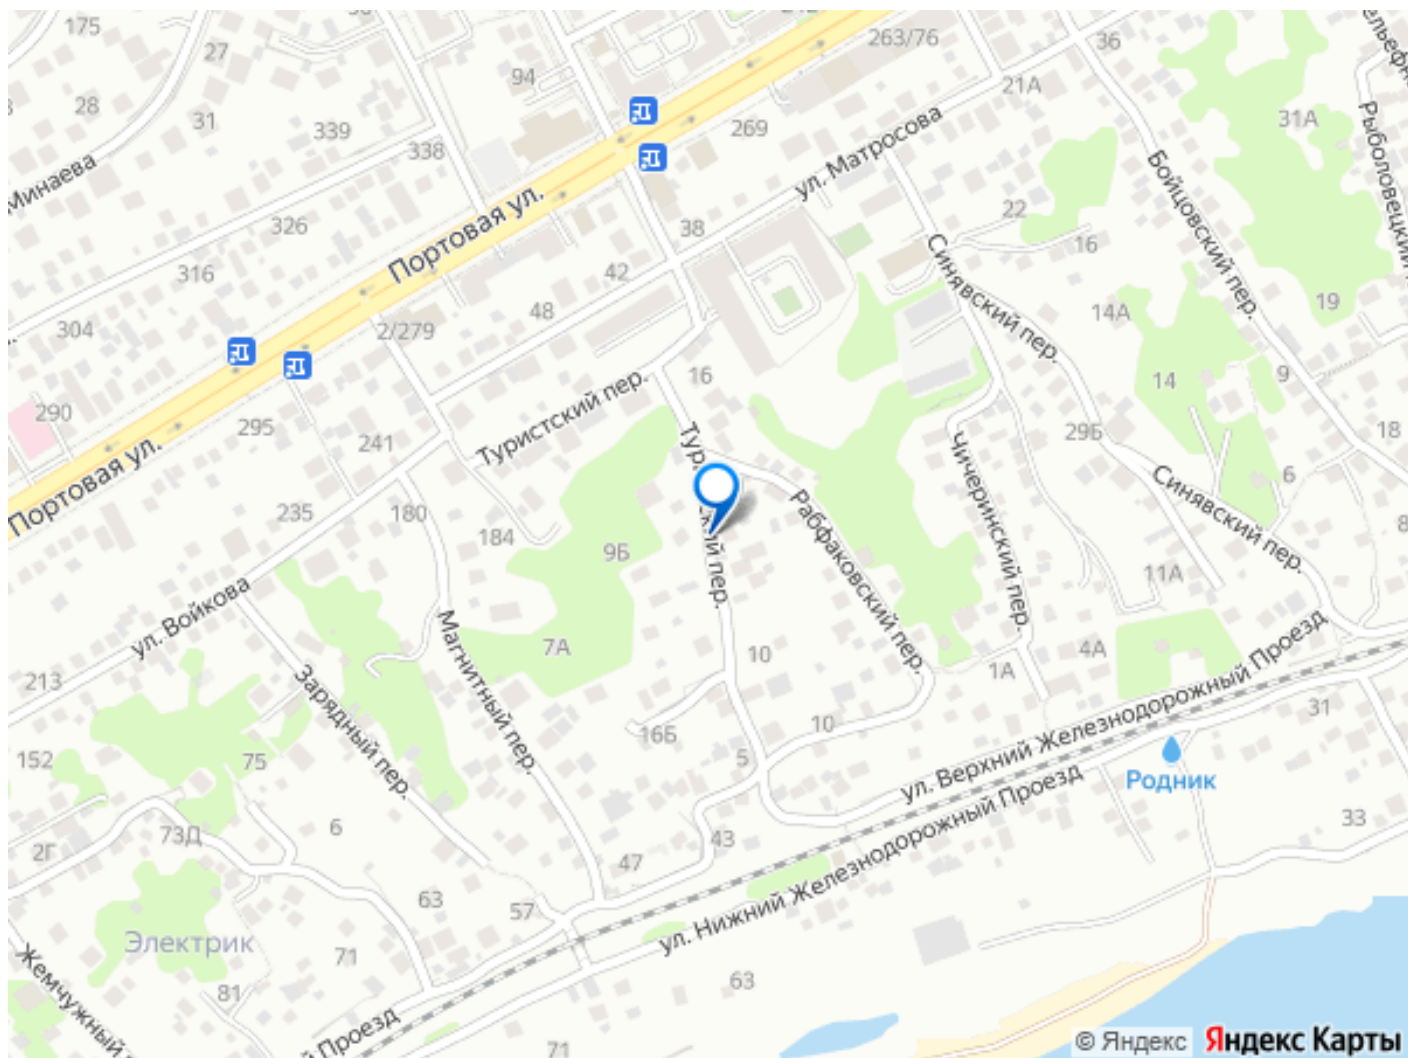 175
27
94
263/76
36
21А
28
31
339
338
269
31А
Минаева
ул. Матросова
Рыболовецкий
Бойцовский пер.
326
Портовая ул.
38
22
16
Синявский пер.
316
42
304
2/279
48
14А
19
290
295
241
Туристский пер.
16
14
9
Портовая ул.
235
180
184
9Б
29Б
18
6
Чичеринский пер.
Рабфаковский пер.
Синявский пер.
11А
ул. Войкова
Магнитный пер.
7А
10
1А
4А
213
Зарядный пер.
16Б
5
10
31
152
75
ул. Верхний Железнодорожный Проезд
Родник
73Д
6
43
33
2Г
47
63
57
ул. Нижний Железнодорожный Проезд
Электрик
71
63
Жемчужный
81
Проезд
71
© Яндекс
Яндекс Карты